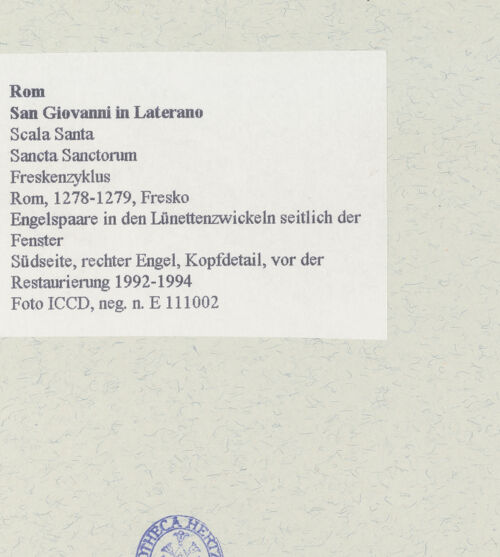 Rom
San Giovanni in Laterano
Scala Santa
Sancta Sanctorum
Freskenzyklus
Rom, 1278-1279, Fresko
Engelspaare in den Lünettenzwickeln seitlich der
Fenster
Südseite, rechter Engel, Kopfdetail, vor der
Restaurierung 1992-1994
Foto ICCD, neg. n. E 111002